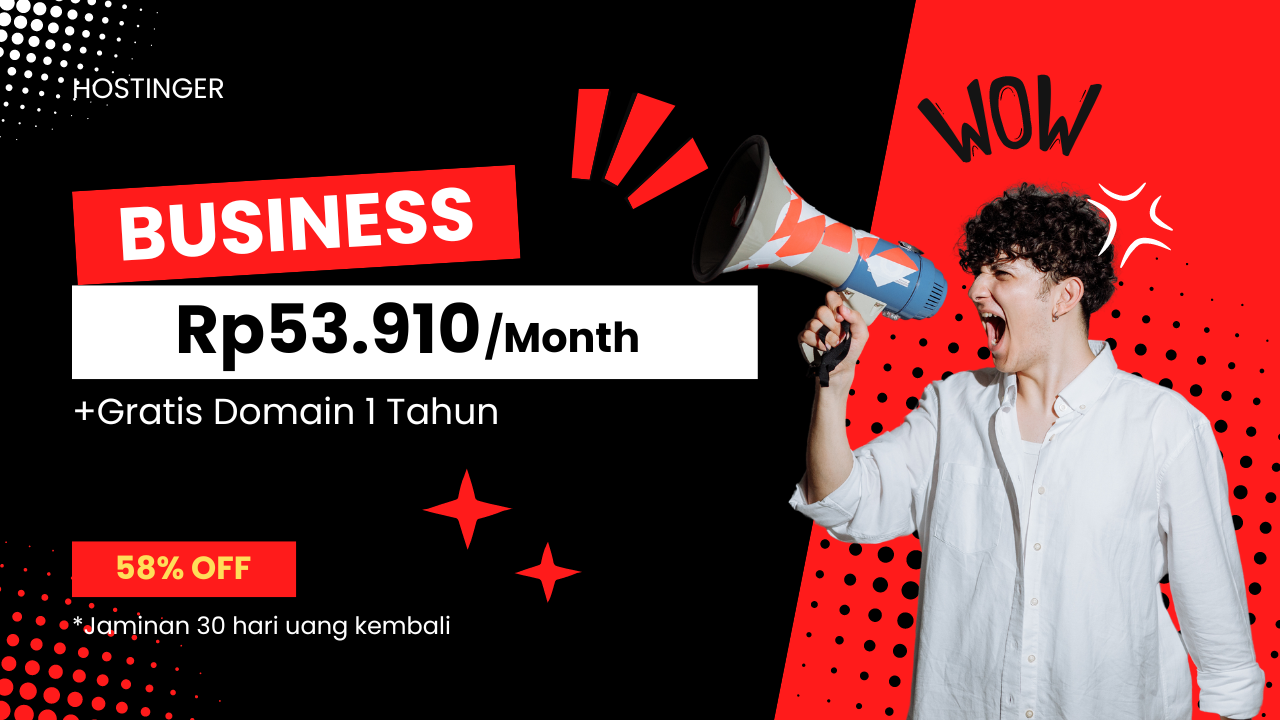 HOSTINGER
WOW
BUSINESS
Rp53.910/Month
+Gratis Domain 1 Tahun
58% OFF
*Jaminan 30 hari uang kembali